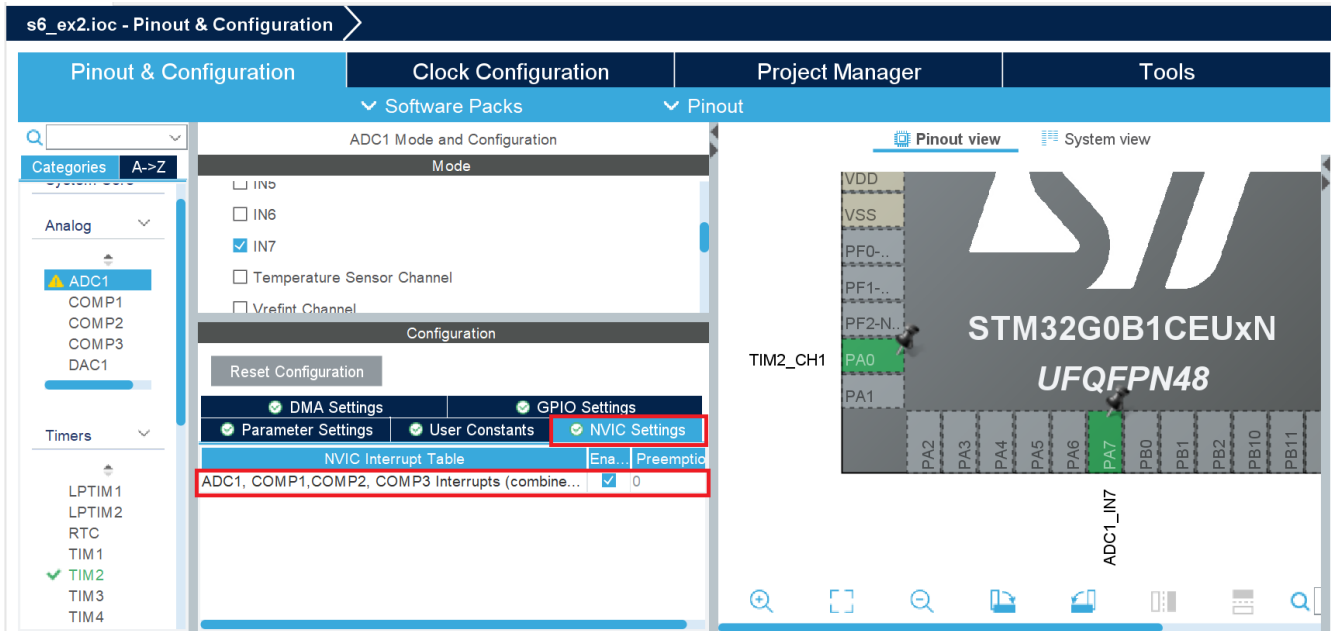 s6_ex2.ioc - Pinout & Configuration
Pinout & Configuration
Clock Configuration
Project Manager
Tools
Software Packs
Pinout
Categories
A->Z
System Core
Analog
ADC1
COMP1
COMP2
COMP3
DAC1
Timers
LPTIM1
LPTIM2
RTC
TIM1
TIM2
TIM3
TIM4
ADC1 Mode and Configuration
Mode
IN5
IN6
IN7
Temperature Sensor Channel
Vrefint Channel
Configuration
Reset Configuration
DMA Settings
GPIO Settings
Parameter Settings
User Constants
NVIC Settings
NVIC Interrupt Table
Ena...
Preemptio
ADC1, COMP1,COMP2, COMP3 Interrupts (combine...
0
Pinout view
System view
VDD
VSS
PF0-..
PF1-..
PF2-N..
TIM2_CH1
PA0
PA1
STM32G0B1CEUxN
UFQFPN48
PA2
PA3
PA4
PA5
PA6
PA7
PB0
PB1
PB2
PB10
PB11
ADC1_IN7